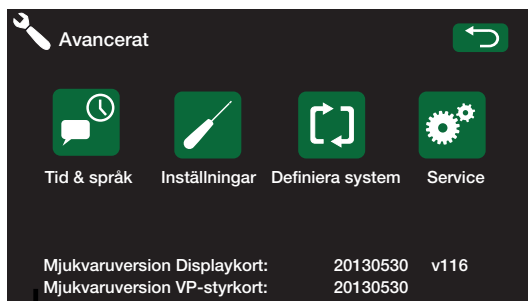 Avancerat
Tid & språk Inställningar Definiera system Service
Mjukvaruversion Displaykort: 20130530 v116
Mjukvaruversion VP-styrkort: 20130530